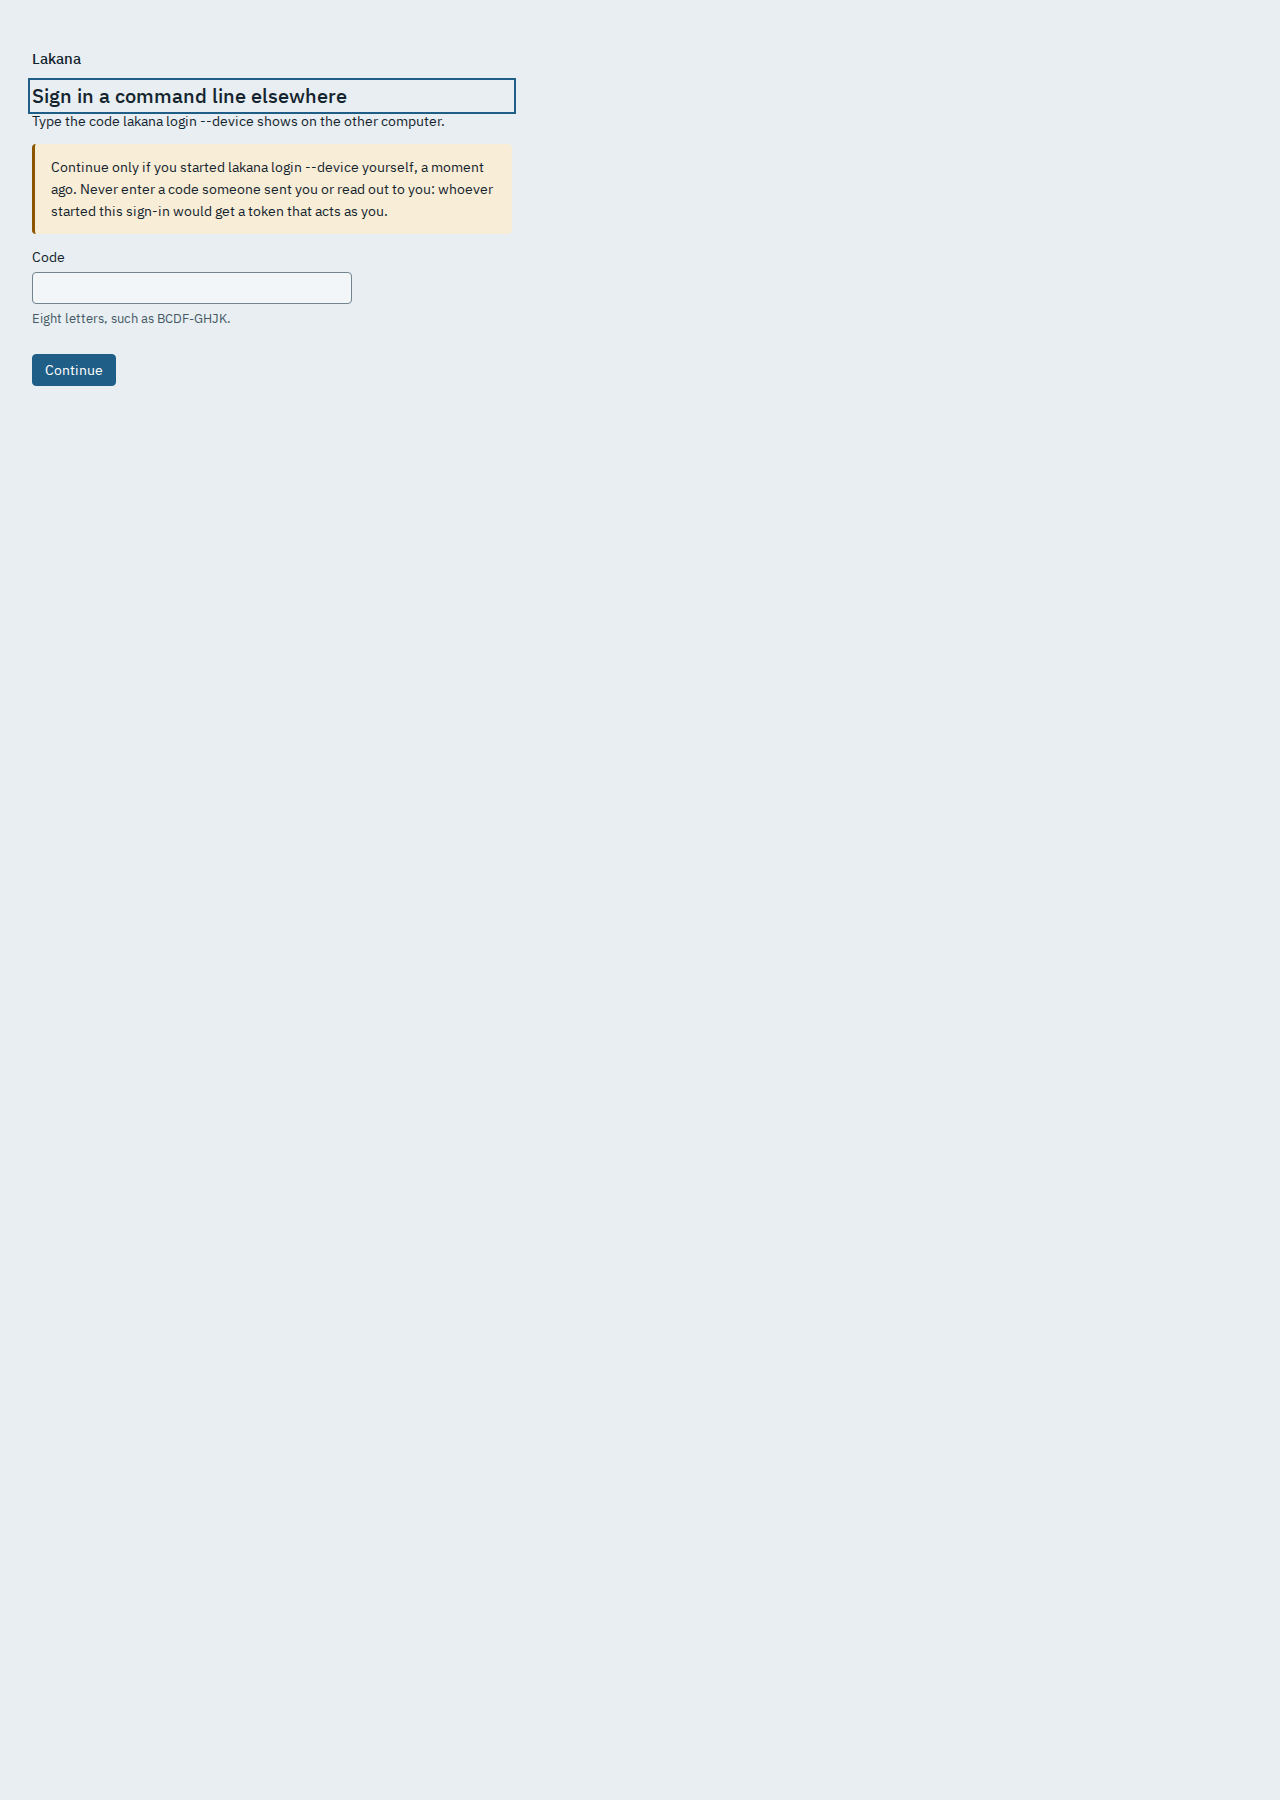 Lakana
Sign in a command line elsewhere
Type the code lakana login --device shows on the other computer.
Continue only if you started lakana login --device yourself, a moment
ago. Never enter a code someone sent you or read out to you: whoever
started this sign-in would get a token that acts as you.
Code
Eight letters, such as BCDF-GHJK.
Continue